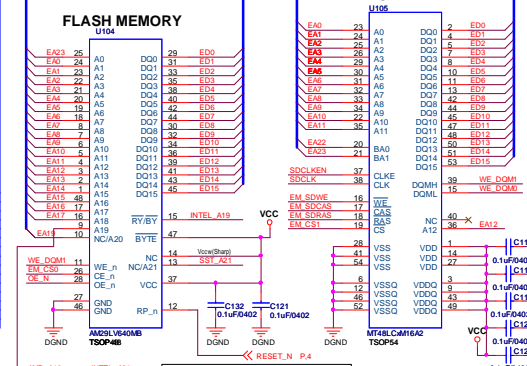 FLASH MEMORY
U104
EA23 25 A0 DQ0 29 ED0
EA0 24 A1 DQ1 31 ED1
EA1 23 A2 DQ2 33 ED2
EA2 22 A3 DQ3 35 ED3
EA3 21 A4 DQ4 38 ED4
EA4 20 A5 DQ5 40 ED5
EA5 19 A6 DQ6 42 ED6
EA6 18 A7 DQ7 44 ED7
EA7 8 A8 DQ8 30 ED8
EA8 7 A9 DQ9 32 ED9
EA9 6 A10 DQ10 34 ED10
EA10 5 A11 DQ11 36 ED11
EA11 4 A12 DQ12 39 ED12
EA12 3 A13 DQ13 41 ED13
EA13 2 A14 DQ14 43 ED14
EA14 1 A15 DQ15 45 ED15
EA15 48 A16
EA16 17 A17
EA17 16 A18 RY/BY 15 INTEL_A19
9 A19
EA19 10 NC/A20 BYTE 47
VCC
NC 14 Vccw(Sharp)
WE_DQM1 11 WE_n NC/A21 13 SST_A21
EM_CS0 26 CE_n
OE_N 28 OE_n VCC 37
27 GND
46 GND RP_n 12
C132
0.1uF/0402
C121
0.1uF/0402
AM29LV640MB
TSOP48
DGND DGND DGND
RESET_N P,4
U105
EA0 23 A0 DQ0 2 ED0
EA1 24 A1 DQ1 4 ED1
EA2 25 A2 DQ2 5 ED2
EA3 26 A3 DQ3 7 ED3
EA4 29 A4 DQ4 8 ED4
EA5 30 A5 DQ5 10 ED5
EA6 31 A6 DQ6 11 ED6
EA7 32 A7 DQ7 13 ED7
EA8 33 A8 DQ8 42 ED8
EA9 34 A9 DQ9 44 ED9
EA10 22 A10 DQ10 45 ED10
EA11 35 A11 DQ11 47 ED11
DQ12 48 ED12
EA22 20 BA0 DQ13 50 ED13
EA23 21 BA1 DQ14 51 ED14
DQ15 53 ED15
SDCLKEN 37 CLKE
SDCLK 38 CLK DQMH 39 WE_DQM1
DQML 15 WE_DQM0
EM_SDWE 16 WE
EM_SDCAS 17 CAS
EM_SDRAS 18 RAS NC 40
EM_CS1 19 CS A12 36 EA12
28 VSS VDD 1
41 VSS VDD 14
54 VSS VDD 27
6 VSSQ VDDQ 3
12 VSSQ VDDQ 9
46 VSSQ VDDQ 43
52 VSSQ VDDQ 49
MT48LCxM16A2
TSOP54
DGND
VCC
DGND